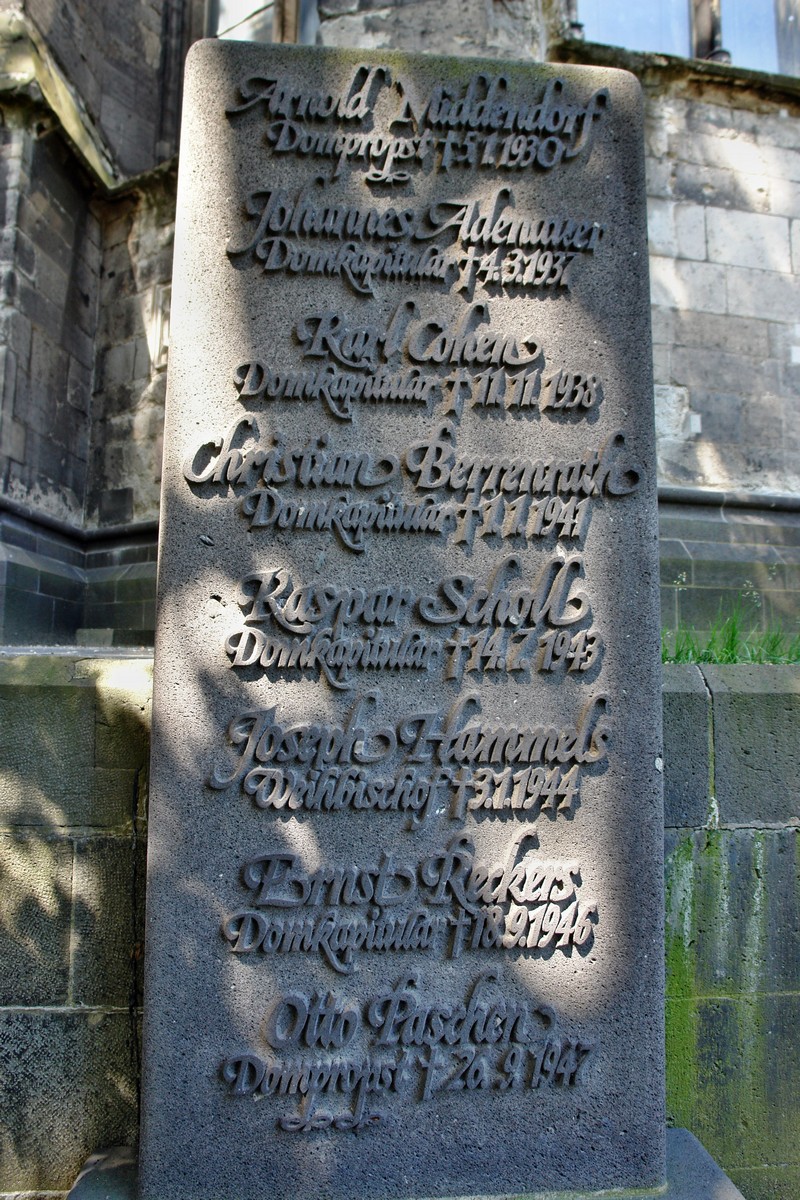 Arnold Middendorf
Dompropst † 5.1.1930
Johannes Adenauer
Domkapitular † 4.3.1937
Karl Cohen
Domkapitular † 11.11.1938
Christian Berrenrath
Domkapitular † 1.1.1941
Kaspar Scholl
Domkapitular † 14.7.1943
Joseph Hammels
Weihbischof † 3.1.1944
Ernst Reckers
Domkapitular † 18.9.1946
Otto Paschen
Dompropst † 26.9.1947